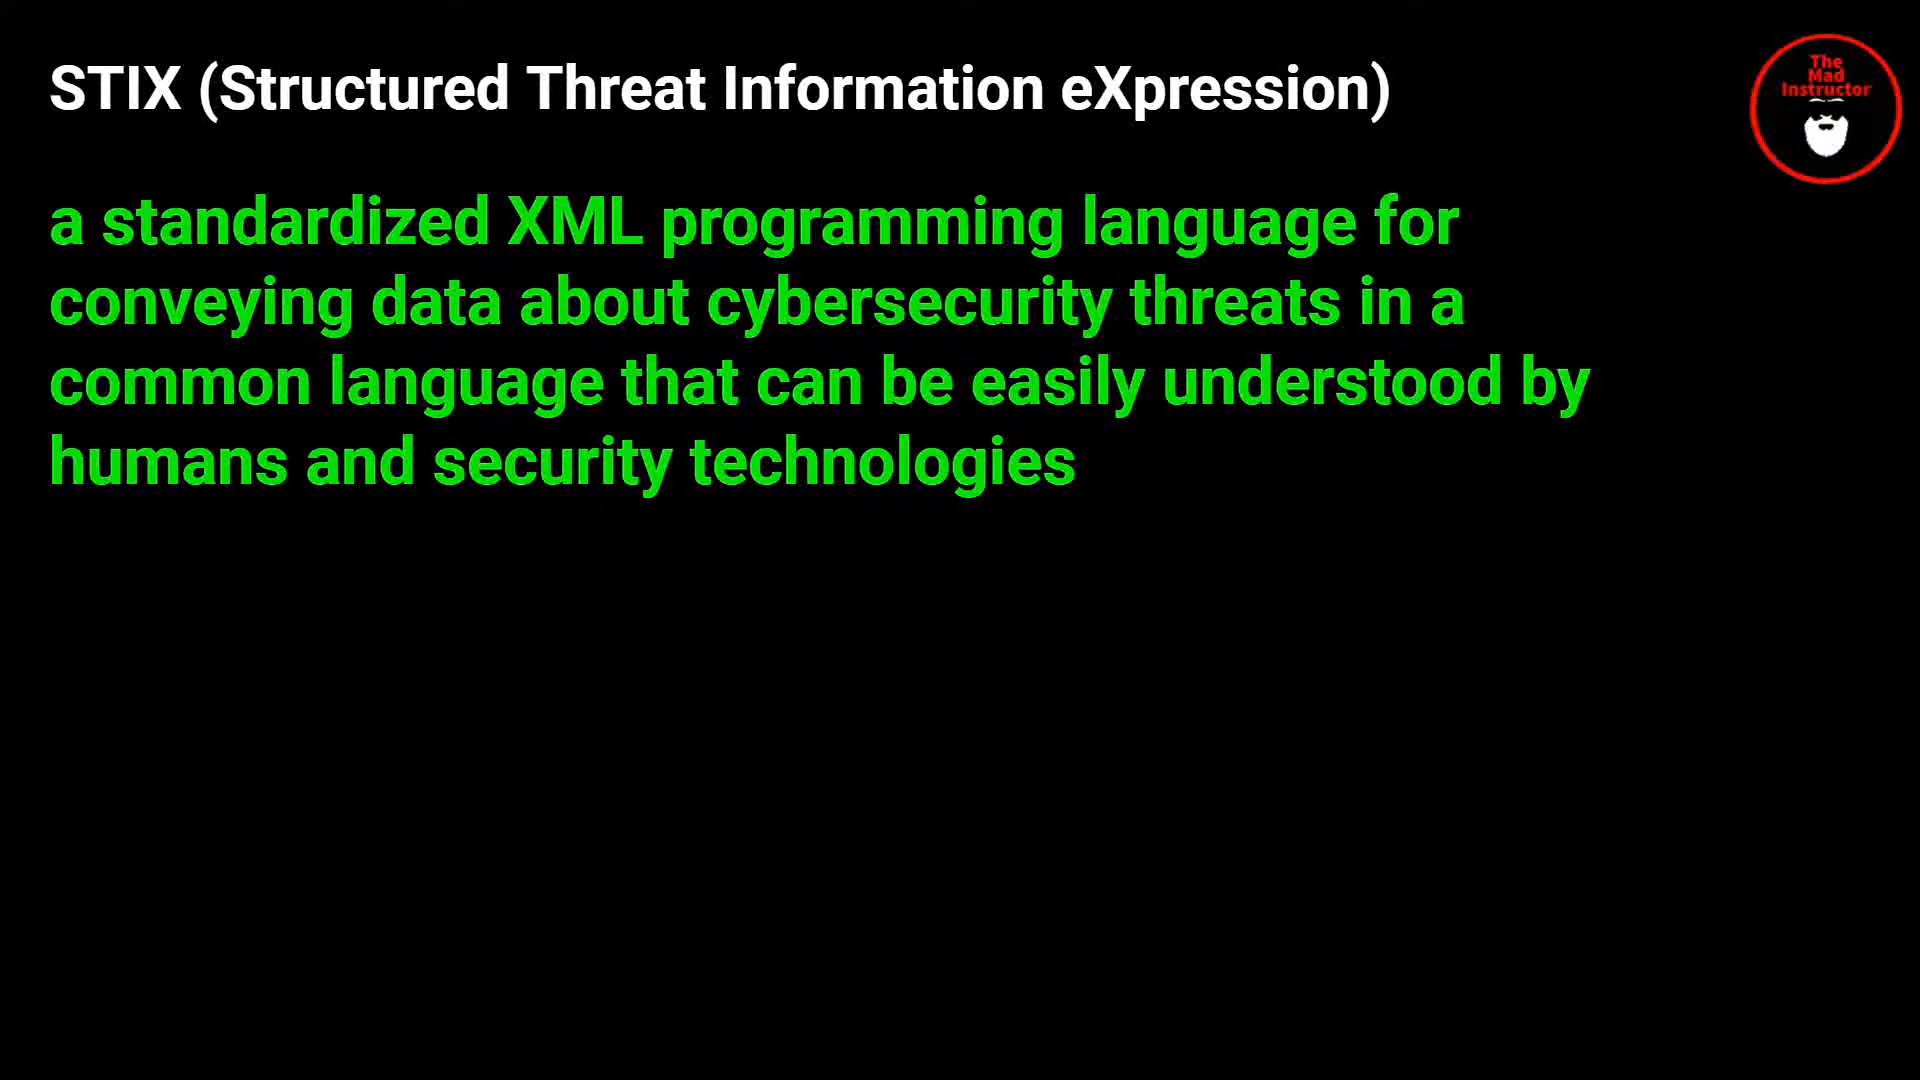 STIX (Structured Threat Information eXpression)
The
Mad
Instructor
a standardized XML programming language for
conveying data about cybersecurity threats in a
common language that can be easily understood by
humans and security technologies